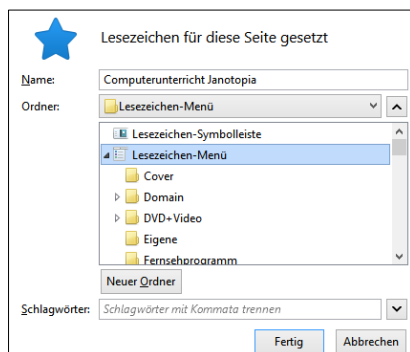 Lesezeichen für diese Seite gesetzt
Name: Computerunterricht Janotopia
Ordner: Lesezeichen-Menü
Lesezeichen-Symbolleiste
Lesezeichen-Menü
Cover
Domain
DVD+Video
Eigene
Fernsehprogramm
Neuer Ordner
Schlagwörter: Schlagwörter mit Kommata trennen
Fertig Abbrechen